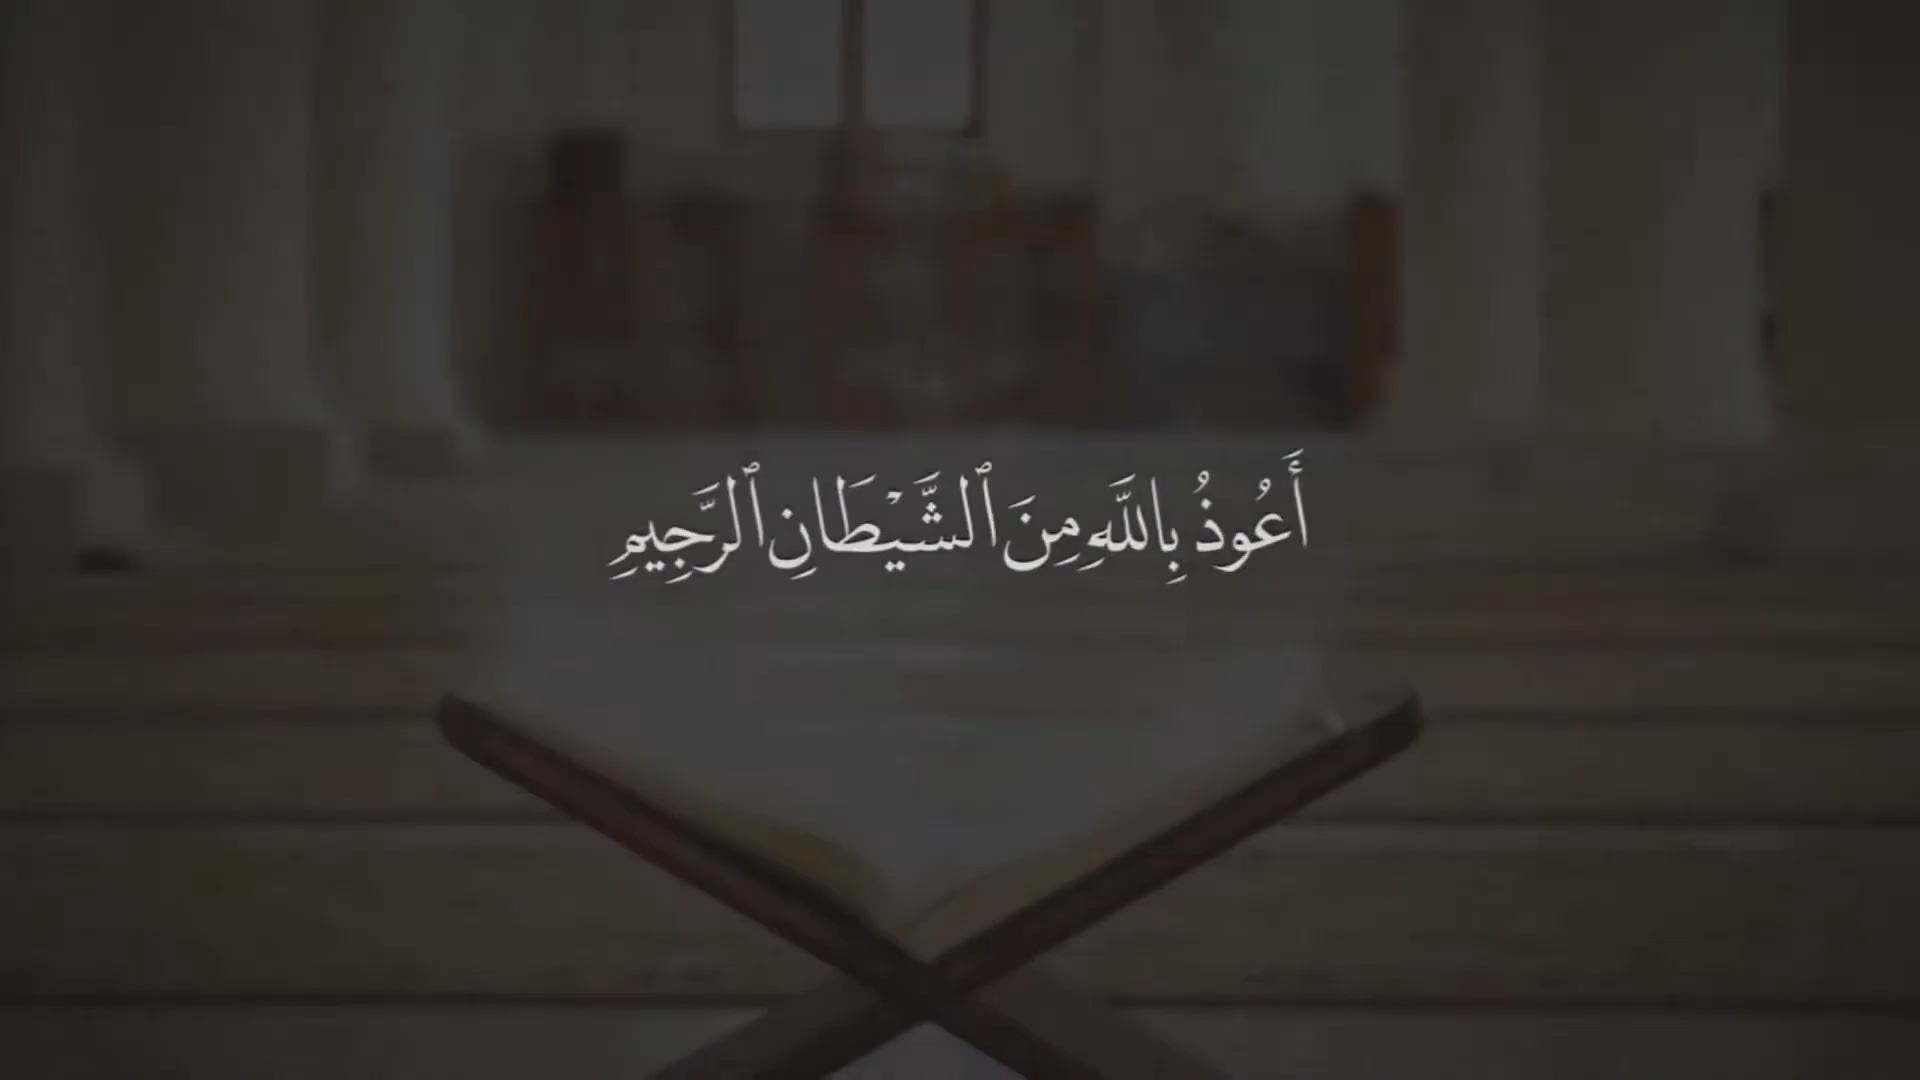 أَعُوذُ بِاللَّهِ مِنَ ٱلشَّيْطَانِ ٱلرَّجِيمِ